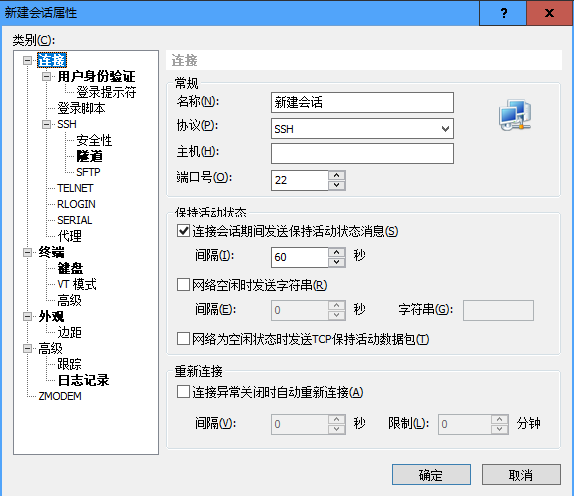 新建会话属性
?
类别(C):
连接
用户身份验证
登录提示符
登录脚本
SSH
安全性
隧道
SFTP
TELNET
RLOGIN
SERIAL
代理
终端
键盘
VT 模式
高级
外观
边距
高级
跟踪
日志记录
ZMODEM
连接
常规
名称(N): 新建会话
协议(P): SSH
主机(H):
端口号(O): 22
保持活动状态
连接会话期间发送保持活动状态消息(S)
间隔(I): 60 秒
网络空闲时发送字符串(R)
间隔(E): 0 秒 字符串(G):
网络为空闲状态时发送TCP保持活动数据包(T)
重新连接
连接异常关闭时自动重新连接(A)
间隔(V): 0 秒 限制(L): 0 分钟
确定 取消